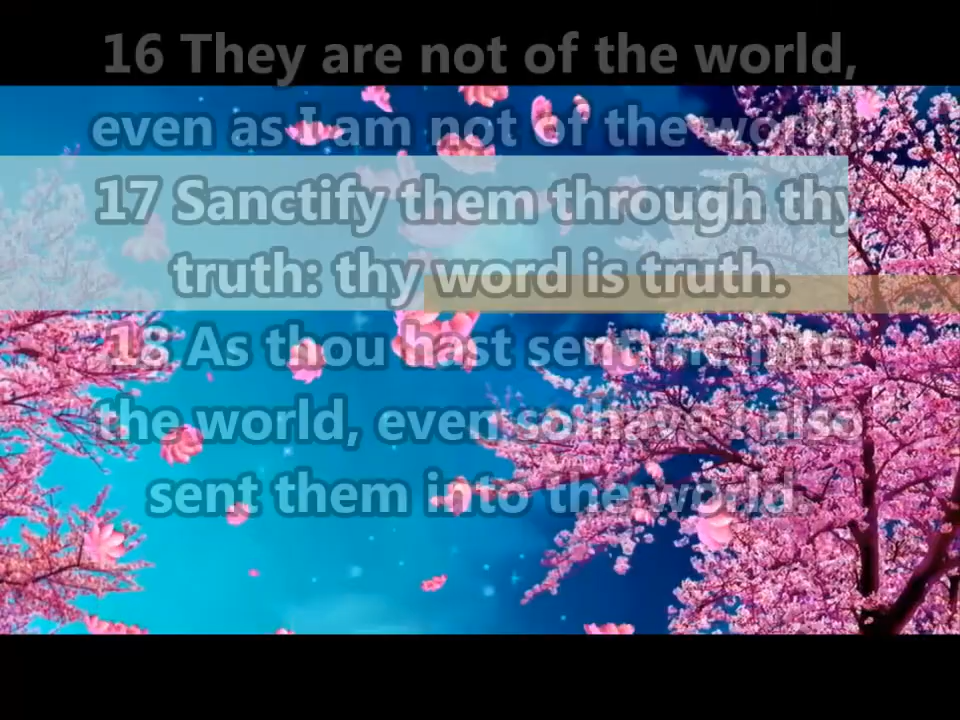 16 They are not of the world,
even as I am not of the world.
17 Sanctify them through thy
truth: thy word is truth.
18 As thou hast sent me into
the world, even so have I also
sent them into the world.